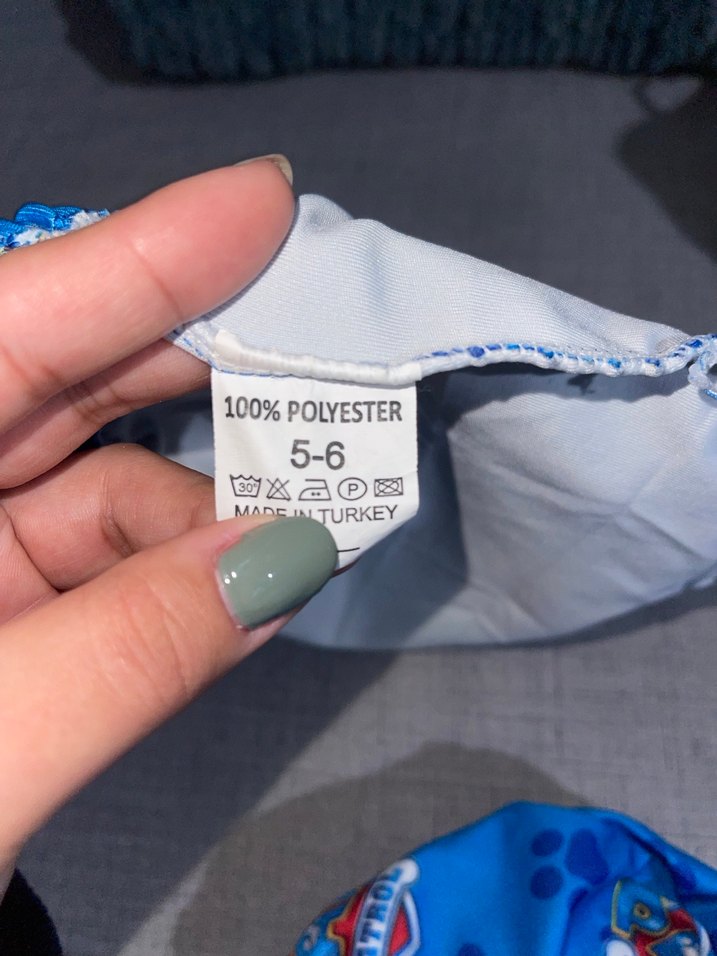 100% POLYESTER
5-6
30° P
MADE IN TURKEY